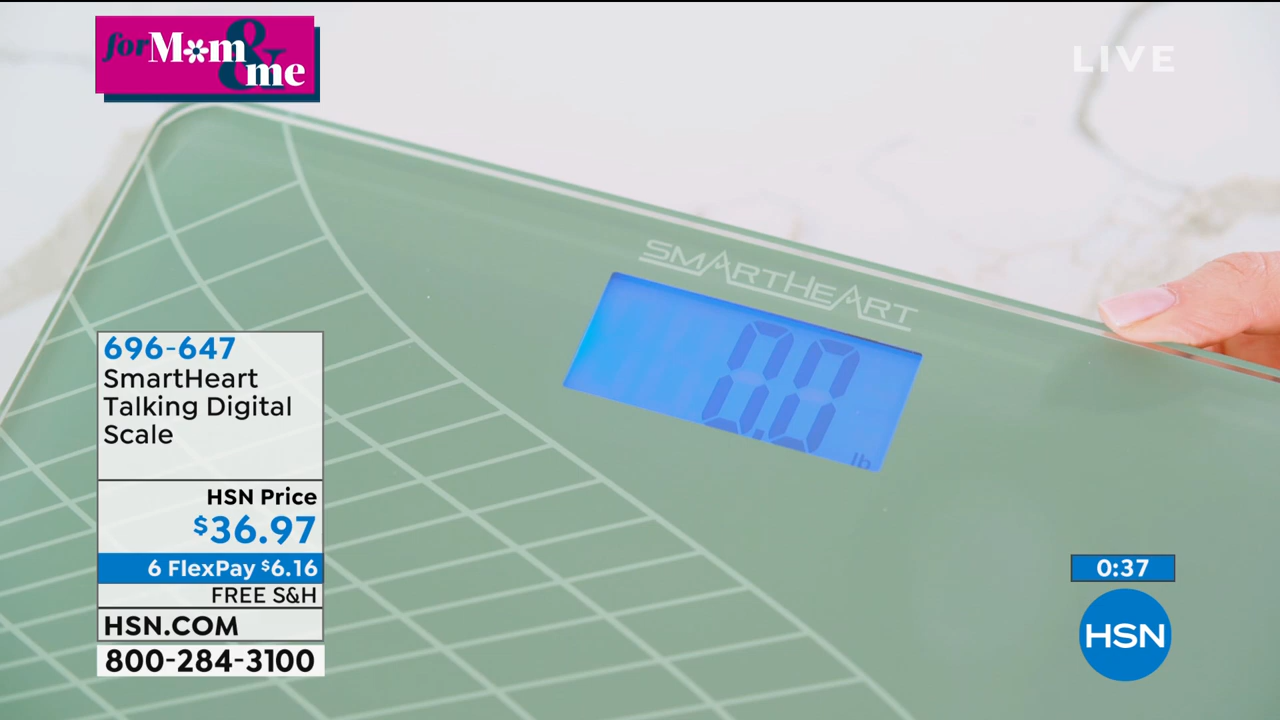 for Mom &
me
LIVE
SMARTHEART
0.0
lb
696-647
SmartHeart
Talking Digital
Scale
HSN Price
$36.97
6 FlexPay $6.16
FREE S&H
HSN.COM
800-284-3100
0:37
HSN